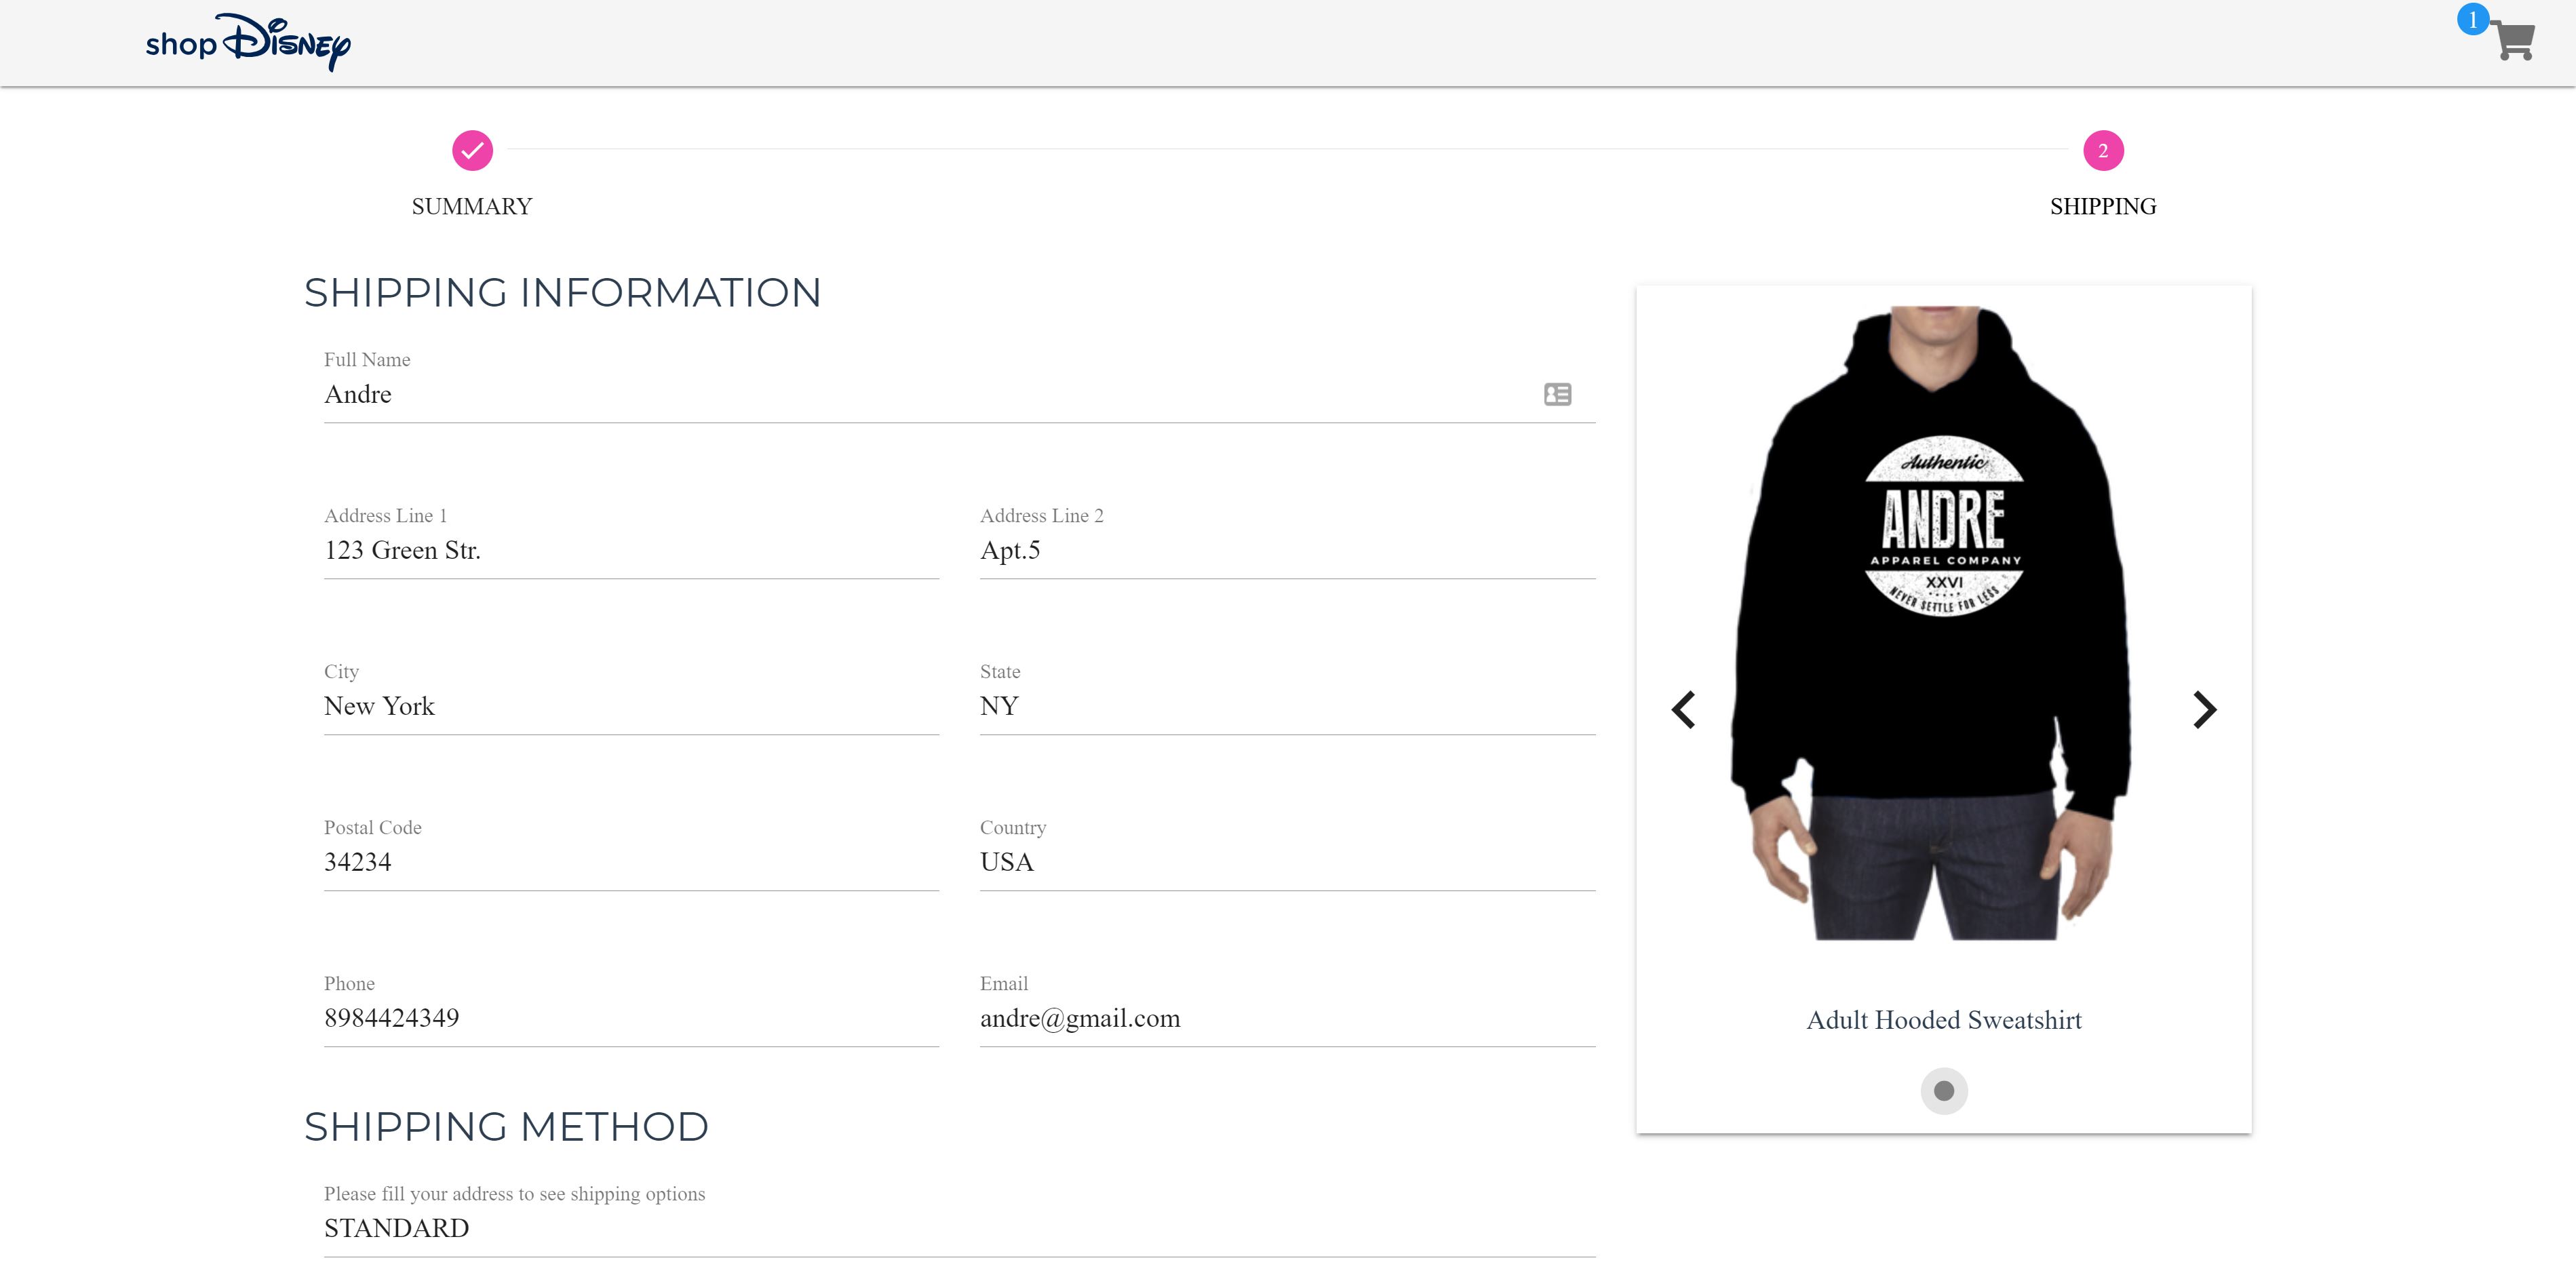 shop Disney
1
2
SUMMARY
SHIPPING
SHIPPING INFORMATION
Full Name
Andre
Address Line 1
123 Green Str.
Address Line 2
Apt.5
City
New York
State
NY
Postal Code
34234
Country
USA
Phone
8984424349
Email
andre@gmail.com
SHIPPING METHOD
Please fill your address to see shipping options
STANDARD
Authentic
ANDRE
APPAREL COMPANY
XXVI
NEVER SETTLE FOR LESS
Adult Hooded Sweatshirt